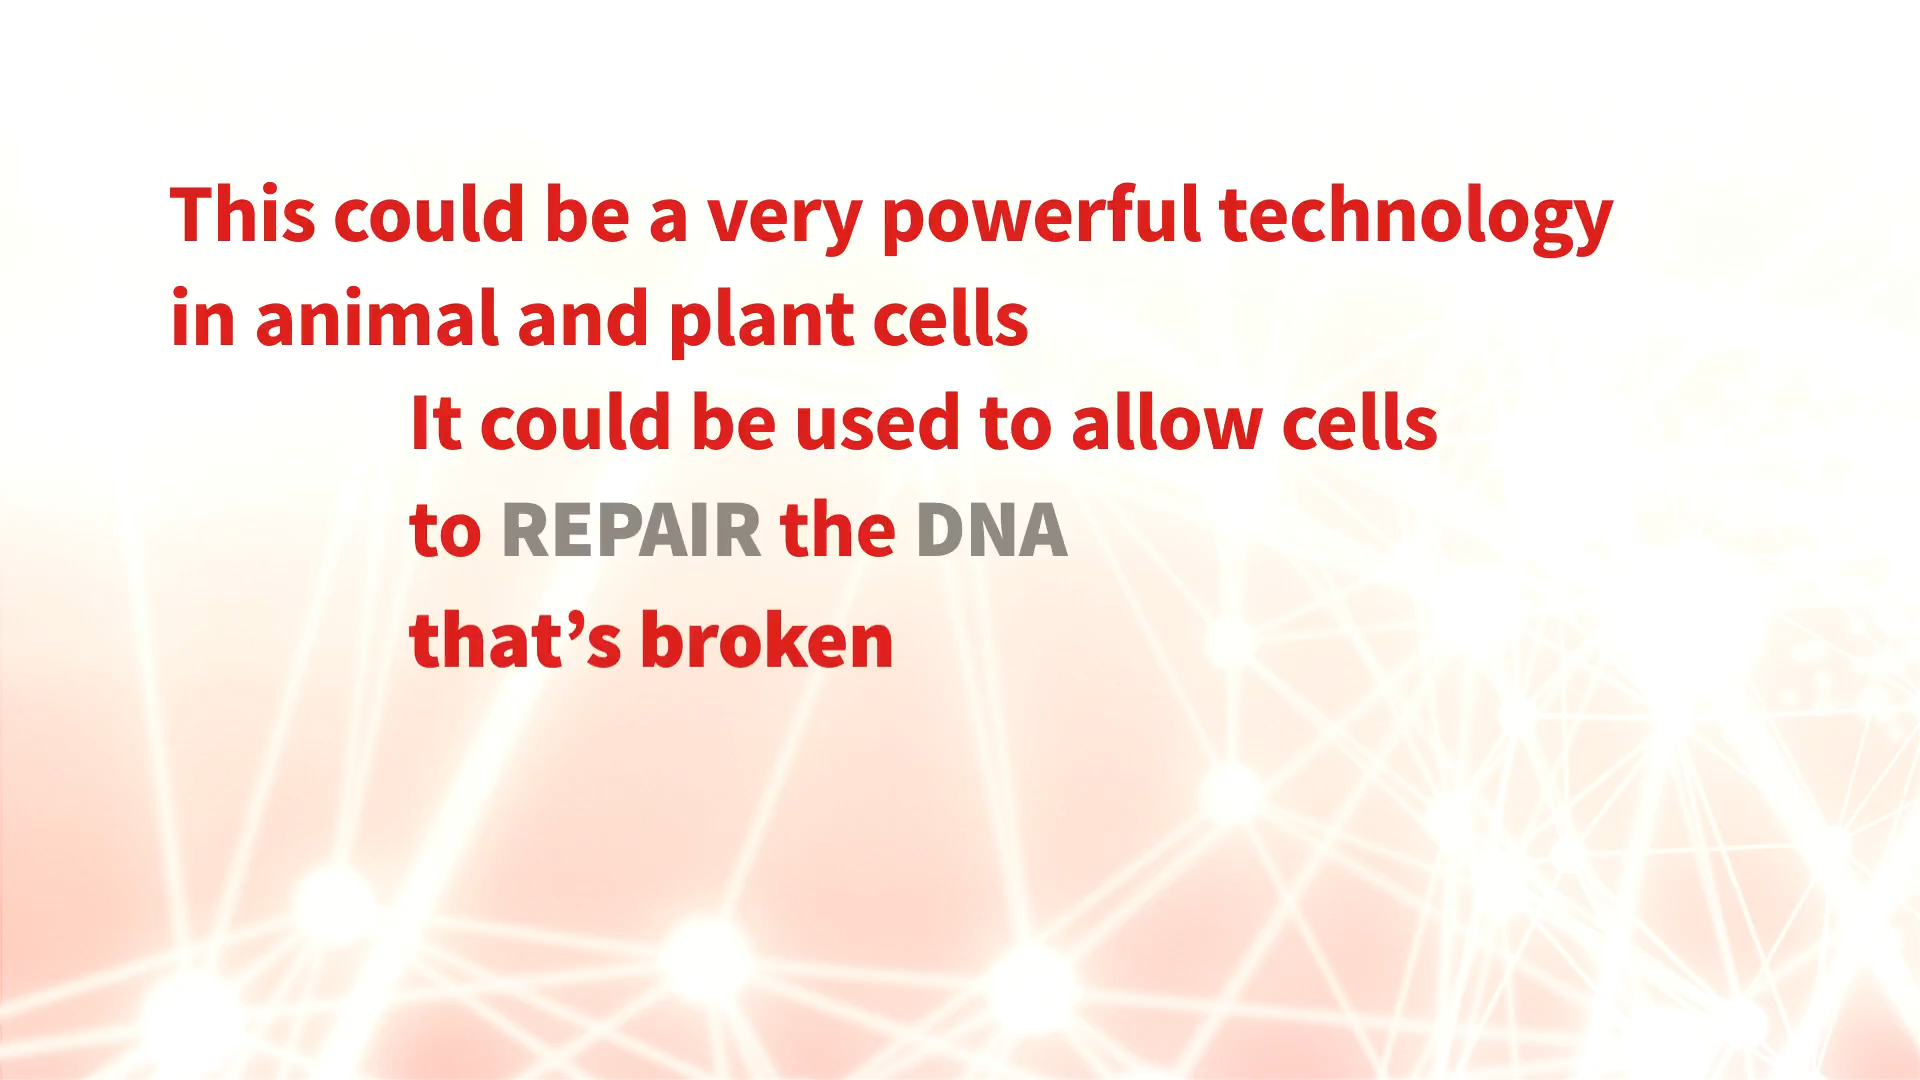 This could be a very powerful technology
in animal and plant cells
It could be used to allow cells
to REPAIR the DNA
that’s broken